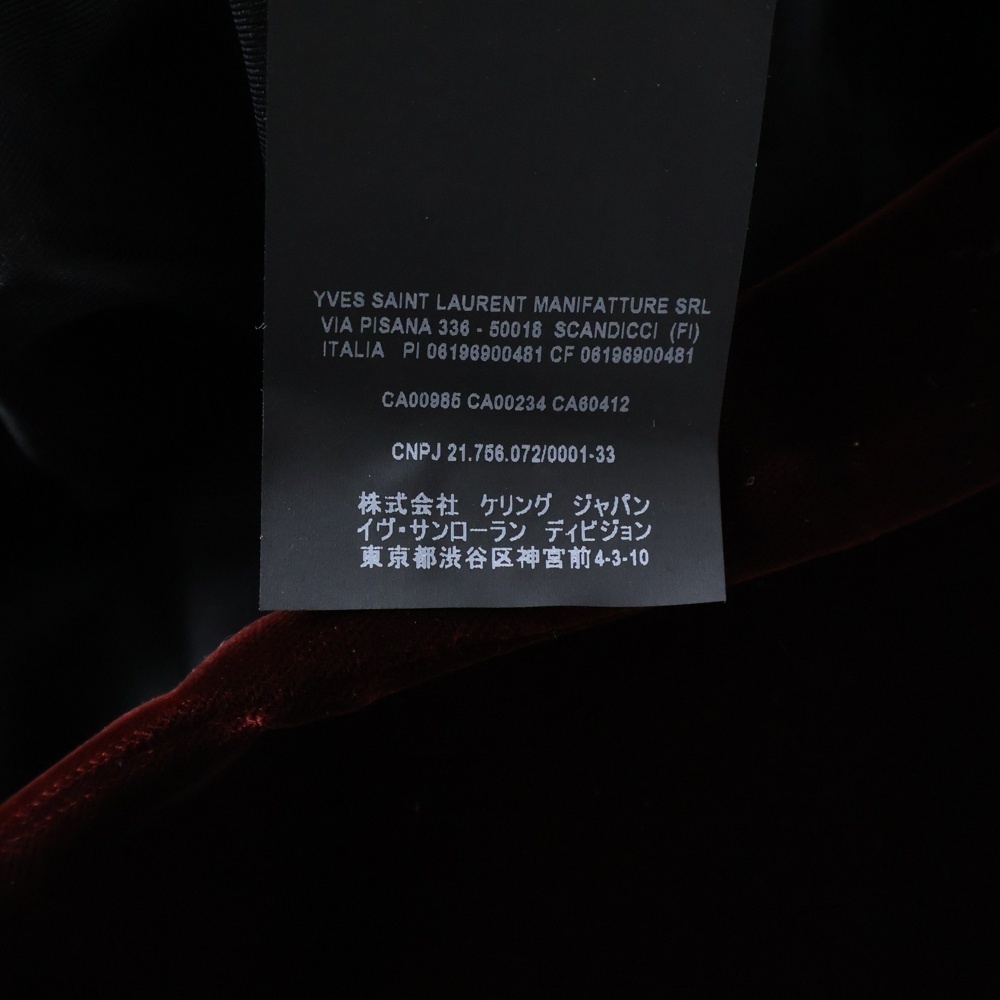 YVES SAINT LAURENT MANIFATTURE SRL
VIA PISANA 336 - 50018 SCANDICCI (FI)
ITALIA PI 06196900481 CF 06196900481
CA00985 CA00234 CA60412
CNPJ 21.756.072/0001-33
株式会社 ケリング ジャパン
イヴ・サンローラン ディビジョン
東京都渋谷区神宮前4-3-10